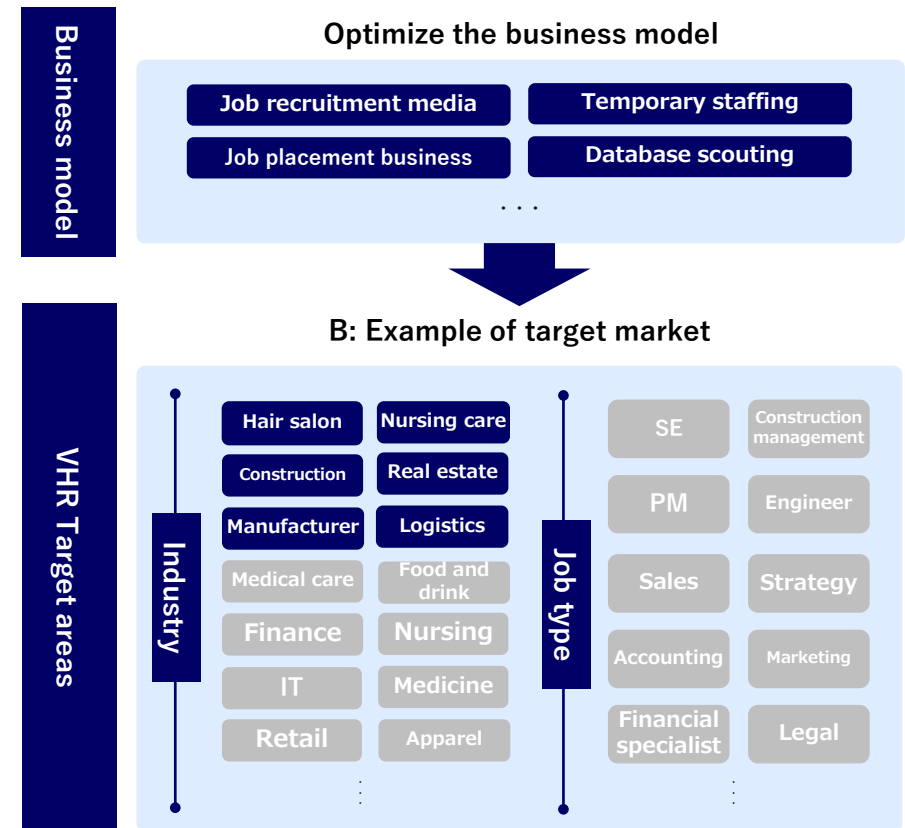 Business model
Optimize the business model
Job recruitment media
Temporary staffing
Job placement business
Database scouting
. . .
VHR Target areas
B: Example of target market
Industry
Hair salon
Nursing care
Construction
Real estate
Manufacturer
Logistics
Medical care
Food and
drink
Finance
Nursing
IT
Medicine
Retail
Apparel
...
Job type
SE
Construction
management
PM
Engineer
Sales
Strategy
Accounting
Marketing
Financial
specialist
Legal
...